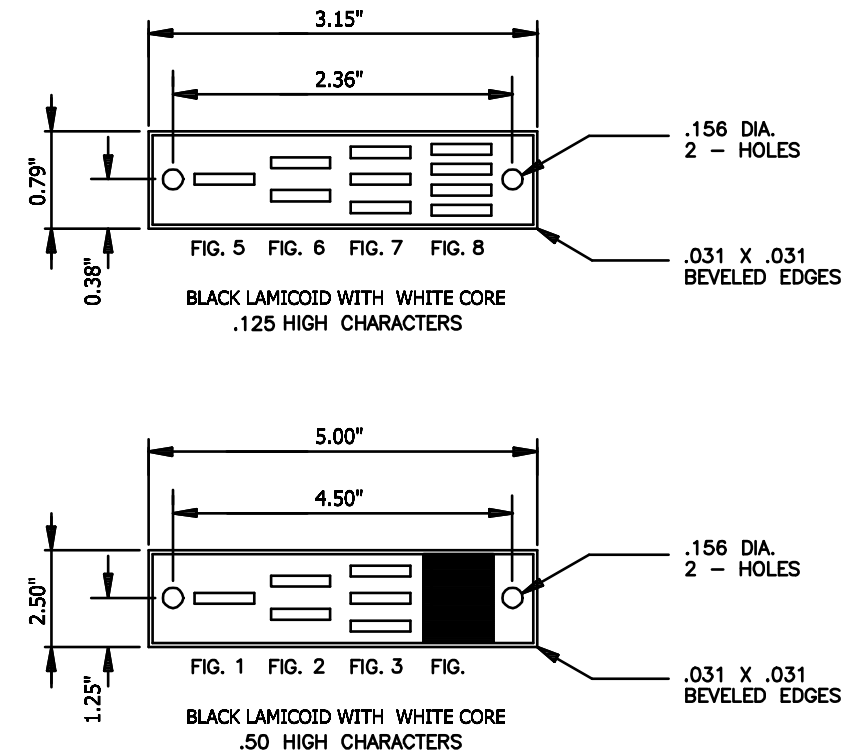 3.15"
2.36"
.156 DIA.
2 - HOLES
0.79"
0.38"
FIG. 5 FIG. 6 FIG. 7 FIG. 8
.031 X .031
BEVELED EDGES
BLACK LAMICOID WITH WHITE CORE
.125 HIGH CHARACTERS
5.00"
4.50"
.156 DIA.
2 - HOLES
2.50"
1.25"
FIG. 1 FIG. 2 FIG. 3 FIG.
.031 X .031
BEVELED EDGES
BLACK LAMICOID WITH WHITE CORE
.50 HIGH CHARACTERS